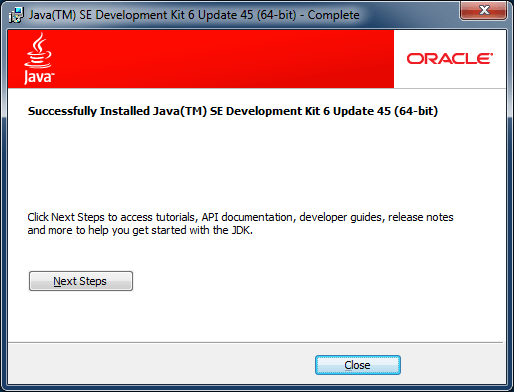 Java(TM) SE Development Kit 6 Update 45 (64-bit) - Complete
Java™
ORACLE®
Successfully Installed Java(TM) SE Development Kit 6 Update 45 (64-bit)
Click Next Steps to access tutorials, API documentation, developer guides, release notes
and more to help you get started with the JDK.
Next Steps
Close